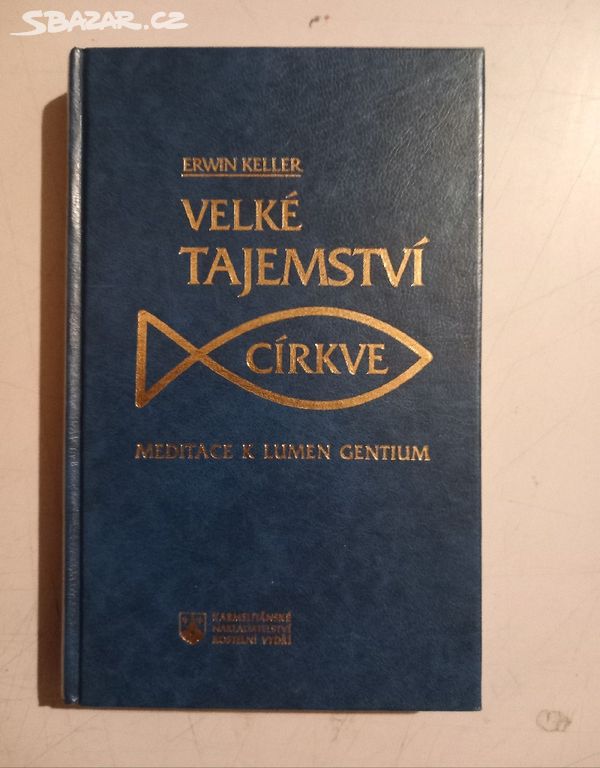 SBAZAR.CZ
ERWIN KELLER
VELKÉ
TAJEMSTVÍ
CÍRKVE
MEDITACE K LUMEN GENTIUM
KARMELITÁNSKÉ
NAKLADATELSTVÍ
KOSTELNÍ VYDŘÍ